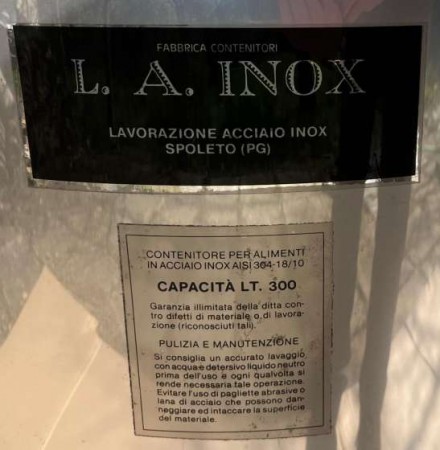 FABBRICA CONTENITORI
L. A. INOX
LAVORAZIONE ACCIAIO INOX
SPOLETO (PG)
CONTENITORE PER ALIMENTI
IN ACCIAIO INOX AISI 304-18/10
CAPACITÀ LT. 300
Garanzia illimitata della ditta con-
tro difetti di materiale o di lavora-
zione (riconosciuti tali).
PULIZIA E MANUTENZIONE
Si consiglia un accurato lavaggio
con acqua e detersivo liquido neutro
prima dell'uso e ogni qualvolta si
rende necessaria tale operazione.
Evitare l'uso di pagliette abrasive o
lana di acciaio che possono dan-
neggiare ed intaccare la superficie
del materiale.